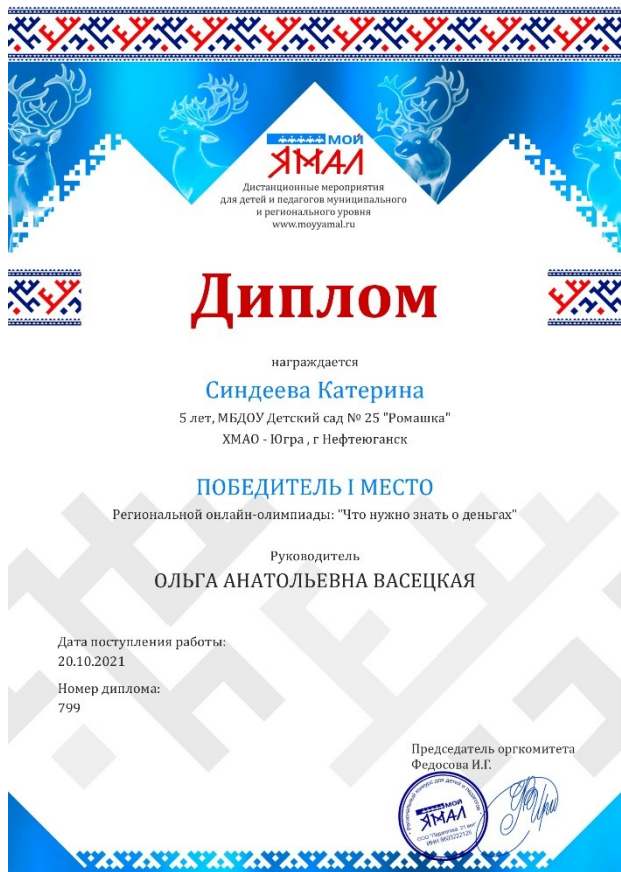 МОЙ
ЯМАЛ
Дистанционные мероприятия
для детей и педагогов муниципального
и регионального уровня
www.moyyamal.ru
Диплом
награждается
Синдеева Катерина
5 лет, МБДОУ Детский сад № 25 "Ромашка"
ХМАО - Югра , г Нефтеюганск
ПОБЕДИТЕЛЬ I МЕСТО
Региональной онлайн-олимпиады: "Что нужно знать о деньгах"
Руководитель
ОЛЬГА АНАТОЛЬЕВНА ВАСЕЦКАЯ
Дата поступления работы:
20.10.2021
Номер диплома:
799
Председатель оргкомитета
Федосова И.Г.
МОЙ
ЯМАЛ